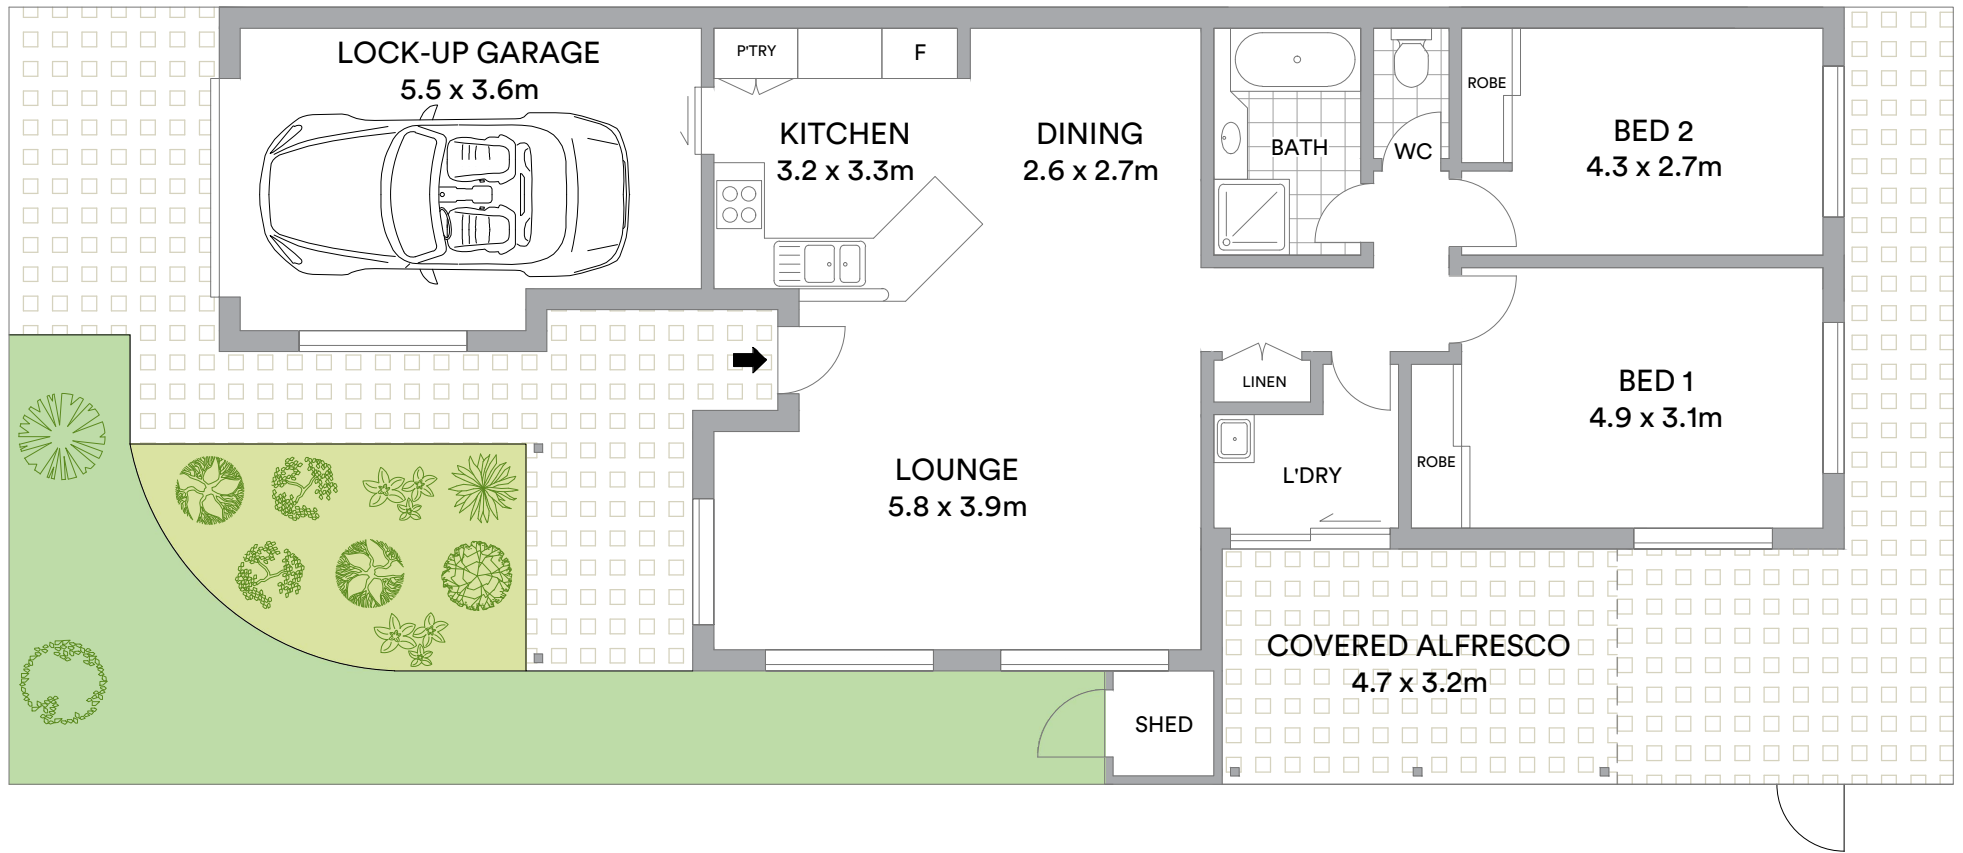 LOCK-UP GARAGE
5.5 x 3.6m
P'TRY
F
KITCHEN
3.2 x 3.3m
DINING
2.6 x 2.7m
BATH
WC
ROBE
BED 2
4.3 x 2.7m
LINEN
BED 1
4.9 x 3.1m
LOUNGE
5.8 x 3.9m
L'DRY
ROBE
COVERED ALFRESCO
4.7 x 3.2m
SHED